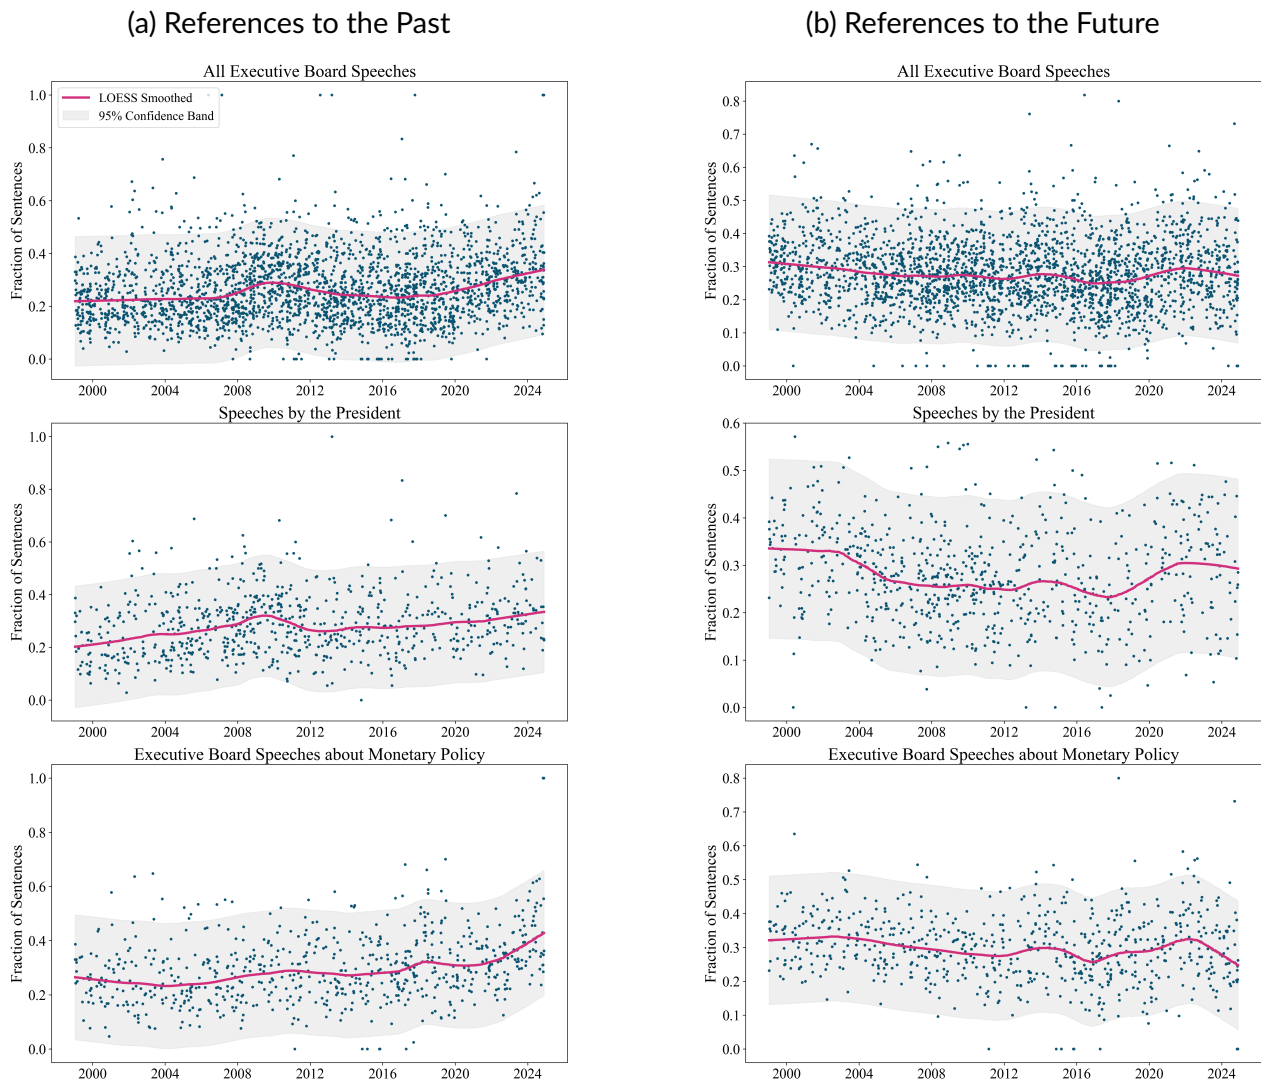 (a) References to the Past
All Executive Board Speeches
LOESS Smoothed
95% Confidence Band
Fraction of Sentences
1.0
0.8
0.6
0.4
0.2
0.0
2000 2004 2008 2012 2016 2020 2024
Speeches by the President
Fraction of Sentences
1.0
0.8
0.6
0.4
0.2
0.0
2000 2004 2008 2012 2016 2020 2024
Executive Board Speeches about Monetary Policy
Fraction of Sentences
1.0
0.8
0.6
0.4
0.2
0.0
2000 2004 2008 2012 2016 2020 2024
(b) References to the Future
All Executive Board Speeches
Fraction of Sentences
0.8
0.7
0.6
0.5
0.4
0.3
0.2
0.1
0.0
2000 2004 2008 2012 2016 2020 2024
Speeches by the President
Fraction of Sentences
0.6
0.5
0.4
0.3
0.2
0.1
0.0
2000 2004 2008 2012 2016 2020 2024
Executive Board Speeches about Monetary Policy
Fraction of Sentences
0.8
0.7
0.6
0.5
0.4
0.3
0.2
0.1
0.0
2000 2004 2008 2012 2016 2020 2024